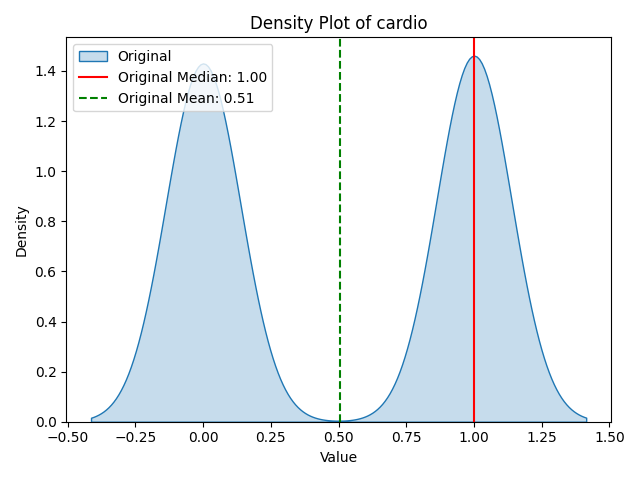 Density Plot of cardio
Original
Original Median: 1.00
Original Mean: 0.51
Density
1.4
1.2
1.0
0.8
0.6
0.4
0.2
0.0
−0.50 −0.25 0.00 0.25 0.50 0.75 1.00 1.25 1.50
Value